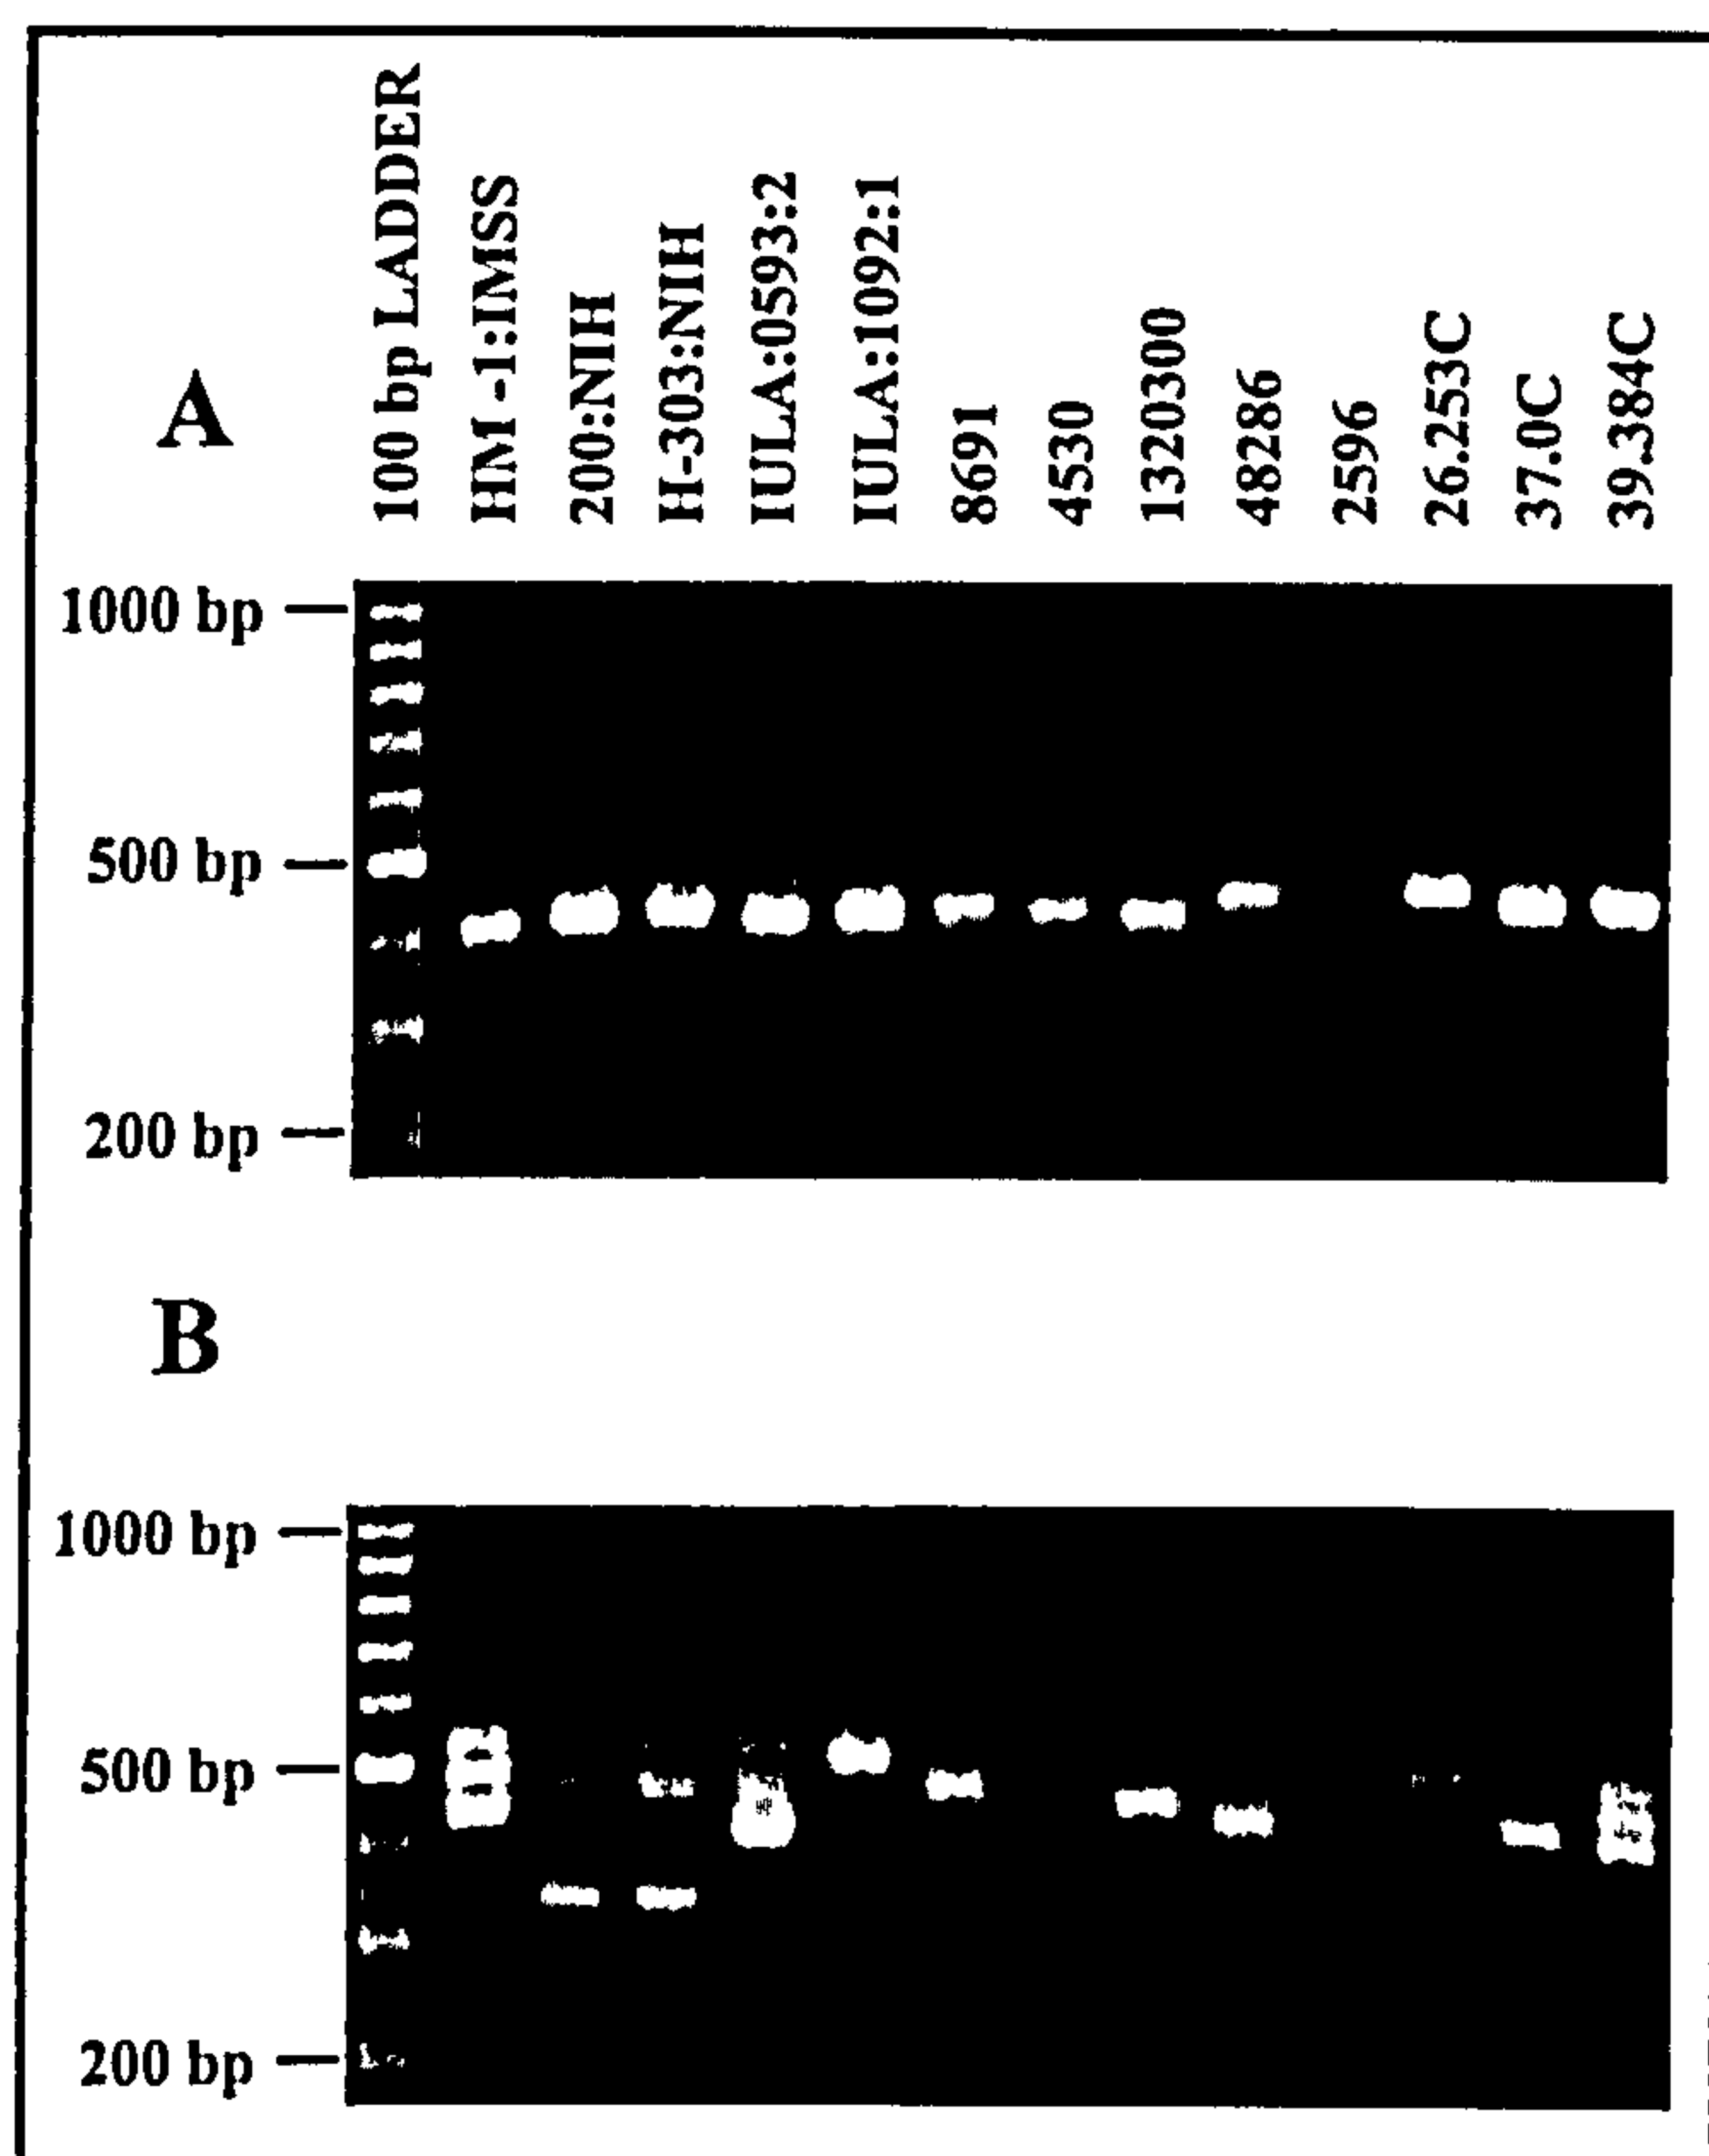 A
100 bp LADDER
HM-1:IMSS
200:NIH
H-303:NIH
IULA:0593:2
IULA:1092:1
8691
4530
1320300
48286
2596
26.253C
37.0C
39.384C
1000 bp
500 bp
200 bp
B
1000 bp
500 bp
200 bp